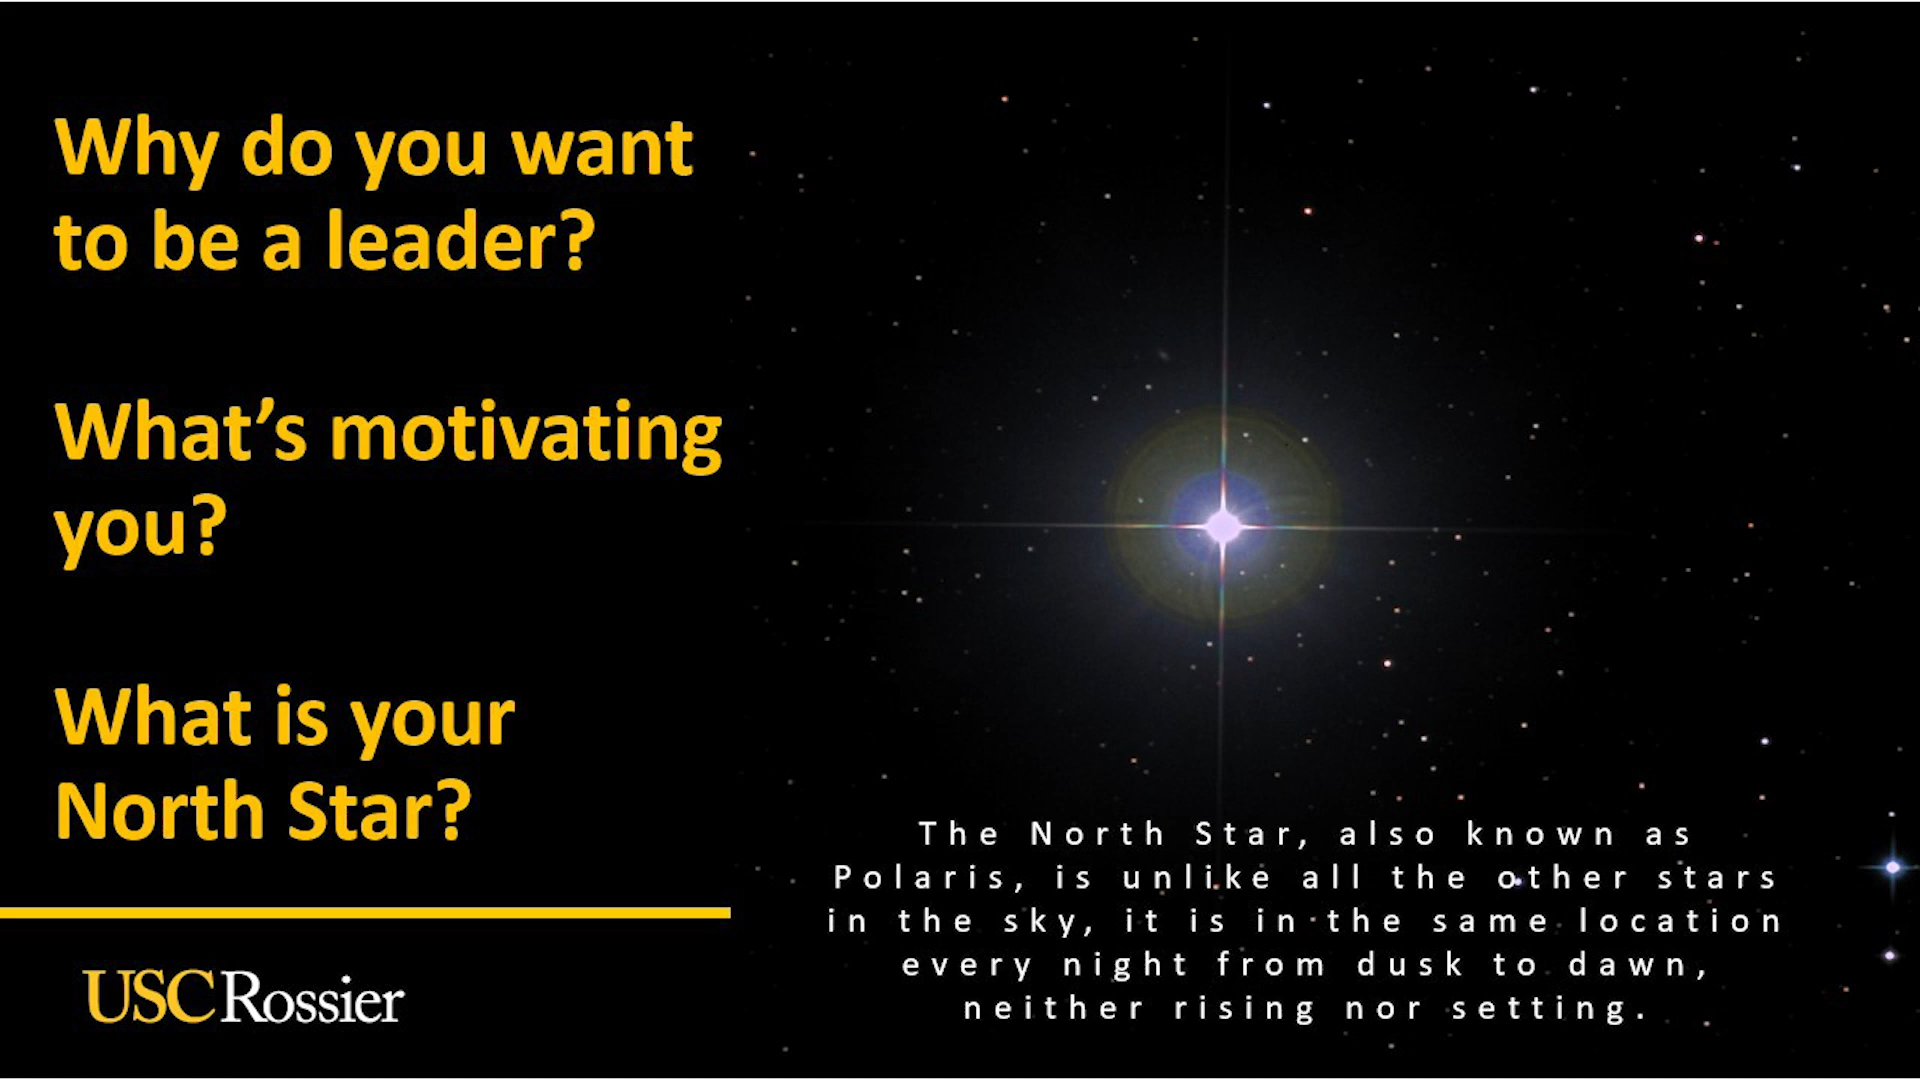 Why do you want
to be a leader?
What’s motivating
you?
What is your
North Star?
USC Rossier
The North Star, also known as
Polaris, is unlike all the other stars
in the sky, it is in the same location
every night from dusk to dawn,
neither rising nor setting.